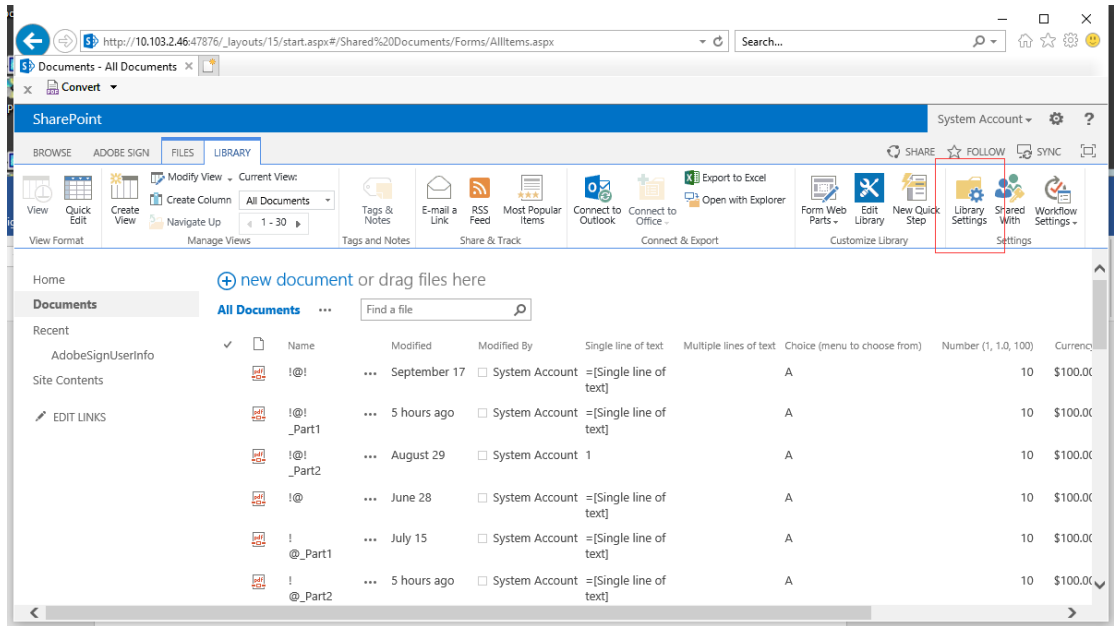 http://10.103.2.46:47876/_layouts/15/start.aspx#/Shared%20Documents/Forms/AllItems.aspx
Search...
Documents - All Documents
x Convert
SharePoint
System Account
?
BROWSE ADOBE SIGN FILES LIBRARY
SHARE FOLLOW SYNC
View
Quick Edit
Create View
Modify View
Create Column
Navigate Up
Current View:
All Documents
1 - 30
Tags & Notes
E-mail a Link
RSS Feed
Most Popular Items
Connect to Outlook
Connect to Office
Export to Excel
Open with Explorer
Form Web Parts
Edit Library
New Quick Step
Library Settings
Shared With
Workflow Settings
View Format Manage Views Tags and Notes Share & Track Connect & Export Customize Library Settings
Home
Documents
Recent
AdobeSignUserInfo
Site Contents
EDIT LINKS
new document or drag files here
All Documents ... Find a file
Name Modified Modified By Single line of text Multiple lines of text Choice (menu to choose from) Number (1, 1.0, 100) Currency
!@! ... September 17 System Account =[Single line of A 10 $100.00
text]
!@! ... 5 hours ago System Account =[Single line of A 10 $100.00
_Part1 text]
!@! ... August 29 System Account 1 A 10 $100.00
_Part2
!@ ... June 28 System Account =[Single line of A 10 $100.00
text]
! ... July 15 System Account =[Single line of A 10 $100.00
@_Part1 text]
! ... 5 hours ago System Account =[Single line of A 10 $100.00
@_Part2 text]